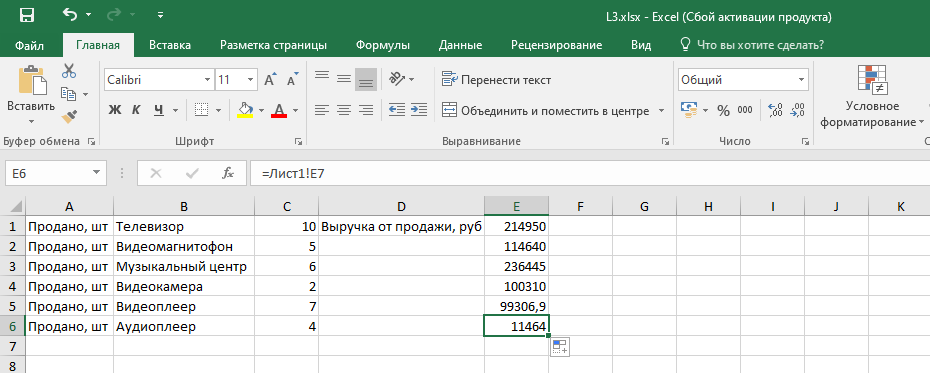 L3.xlsx - Excel (Сбой активации продукта)
Файл Главная Вставка Разметка страницы Формулы Данные Рецензирование Вид Что вы хотите сделать?
Вставить
Calibri 11 A A
Ж К Ч A
Перенести текст
Объединить и поместить в центре
Общий
% 000 ,00 ,0
Условное
форматирование
Буфер обмена Шрифт Выравнивание Число
E6 fx =Лист1!E7
A B C D E F G H I J K
1 Продано, шт Телевизор 10 Выручка от продажи, руб 214950
2 Продано, шт Видеомагнитофон 5 114640
3 Продано, шт Музыкальный центр 6 236445
4 Продано, шт Видеокамера 2 100310
5 Продано, шт Видеоплеер 7 99306,9
6 Продано, шт Аудиоплеер 4 11464
7
8